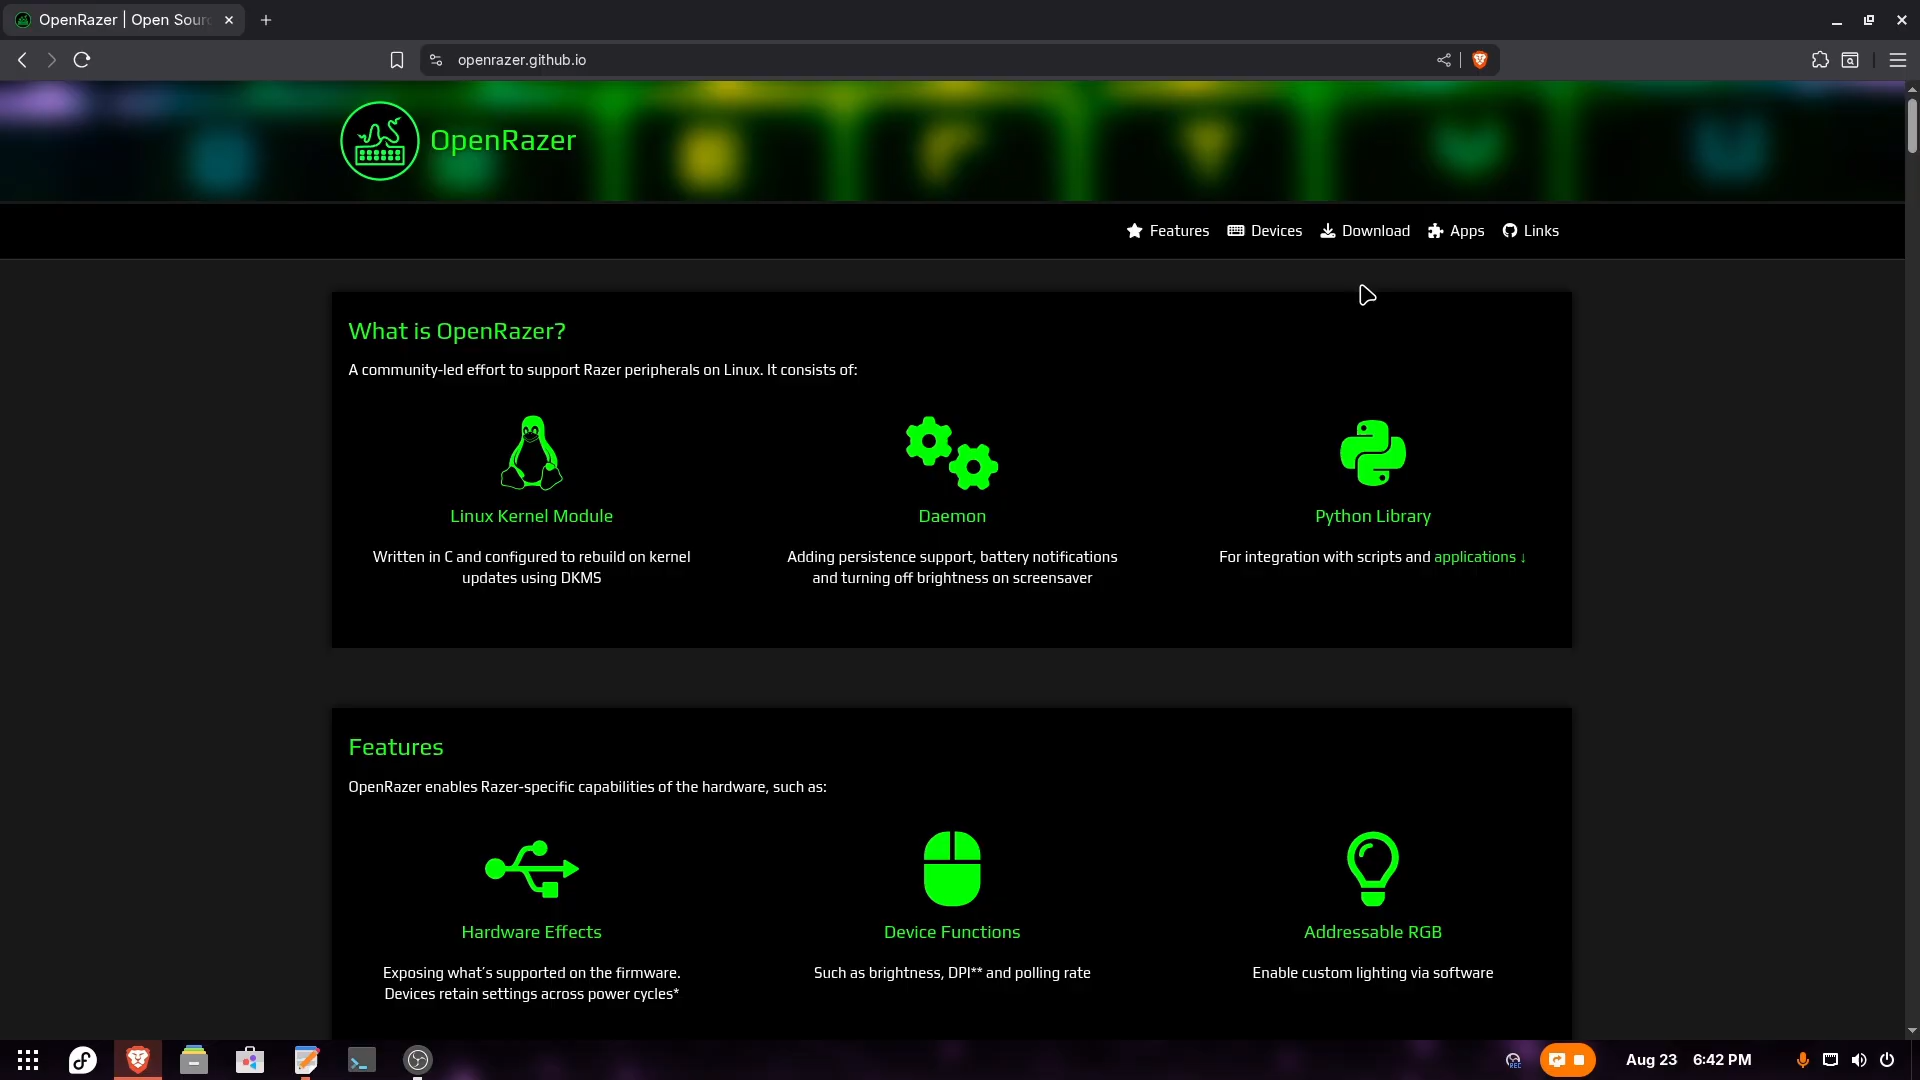 OpenRazer | Open Sour
openrazer.github.io
OpenRazer
Features Devices Download Apps Links
What is OpenRazer?
A community-led effort to support Razer peripherals on Linux. It consists of:
Linux Kernel Module Daemon Python Library
Written in C and configured to rebuild on kernel Adding persistence support, battery notifications For integration with scripts and applications ↓
updates using DKMS and turning off brightness on screensaver
Features
OpenRazer enables Razer-specific capabilities of the hardware, such as:
Hardware Effects Device Functions Addressable RGB
Exposing what's supported on the firmware. Such as brightness, DPI** and polling rate Enable custom lighting via software
Devices retain settings across power cycles*
REC Aug 23 6:42 PM